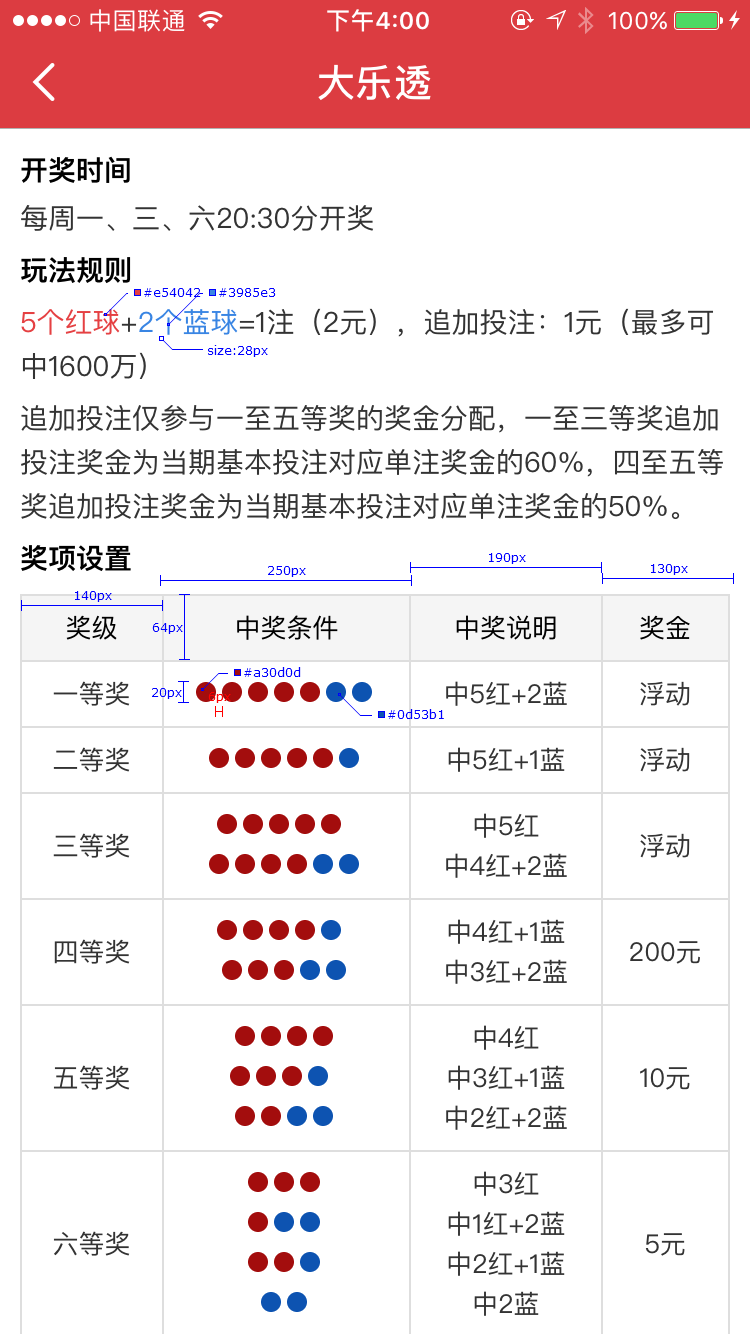 中国联通 下午4:00 100%
大乐透
开奖时间
每周一、三、六20:30分开奖
玩法规则
#e54042 #3985e3
5个红球+2个蓝球=1注（2元），追加投注：1元（最多可
size:28px
中1600万）
追加投注仅参与一至五等奖的奖金分配，一至三等奖追加
投注奖金为当期基本投注对应单注奖金的60%，四至五等
奖追加投注奖金为当期基本投注对应单注奖金的50%。
奖项设置
140px 250px 190px 130px
64px
奖级 中奖条件 中奖说明 奖金
#a30d0d
20px
6px
H
#0d53b1
一等奖 中5红+2蓝 浮动
二等奖 中5红+1蓝 浮动
三等奖 中5红 浮动
中4红+2蓝
四等奖 中4红+1蓝 200元
中3红+2蓝
五等奖 中4红 10元
中3红+1蓝
中2红+2蓝
六等奖 中3红 5元
中1红+2蓝
中2红+1蓝
中2蓝